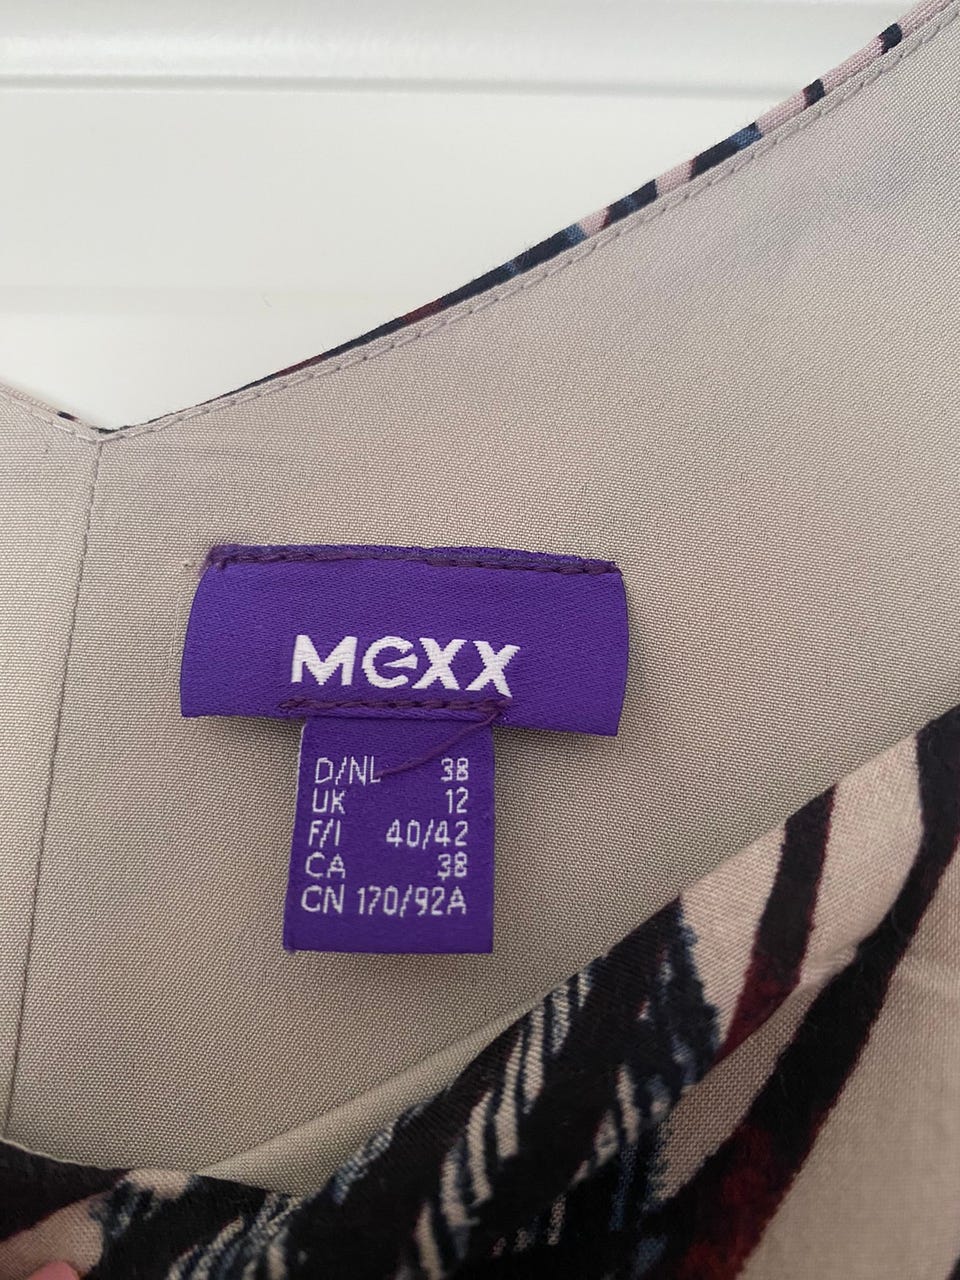 MEXX
D/NL 38
UK 12
F/I 40/42
CA 38
CN 170/92A